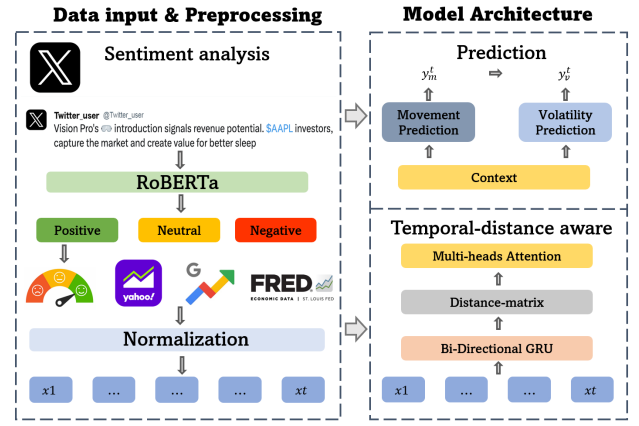 Data input & Preprocessing
Sentiment analysis
Twitter_user @Twitter_user
Vision Pro's introduction signals revenue potential. $AAPL investors,
capture the market and create value for better sleep
RoBERTa
Positive
Neutral
Negative
yahoo!
G
FRED
ECONOMIC DATA | ST. LOUIS FED
Normalization
x1
...
...
...
xt
Model Architecture
Prediction
y_m^t
y_v^t
Movement
Prediction
Volatility
Prediction
Context
Temporal-distance aware
Multi-heads Attention
Distance-matrix
Bi-Directional GRU
x1
...
...
xt